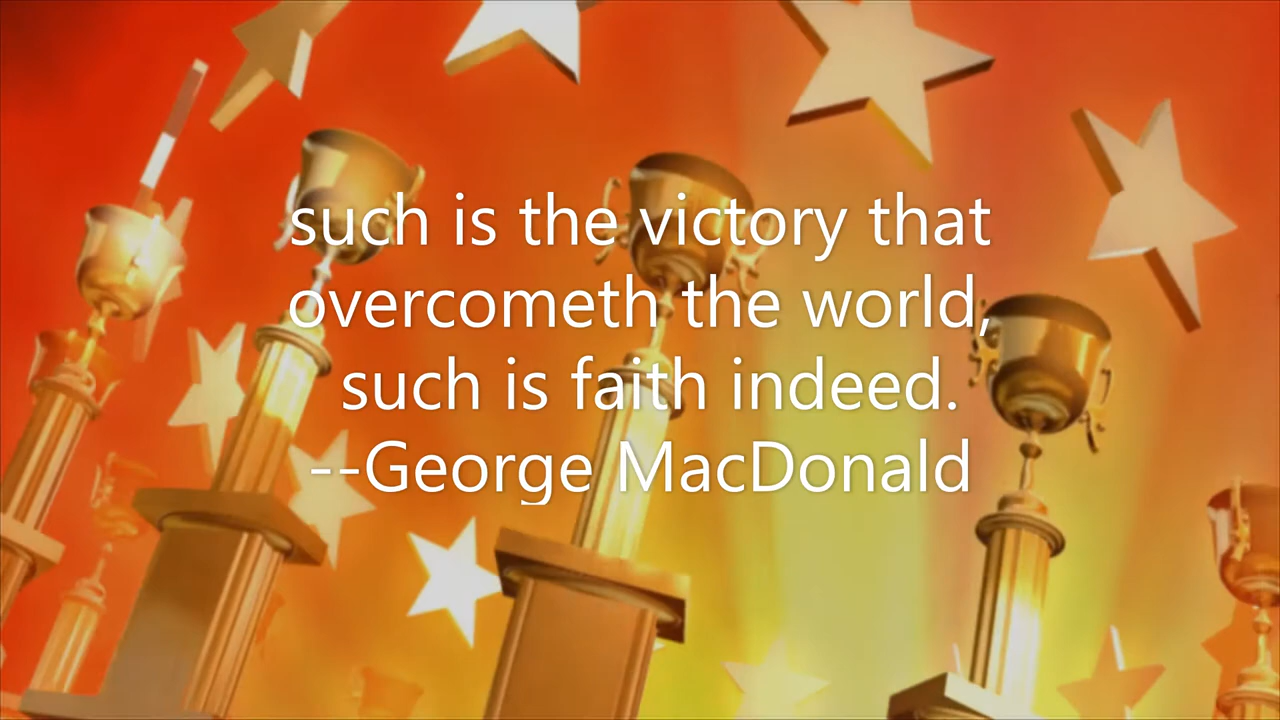 such is the victory that
overcometh the world,
such is faith indeed.
--George MacDonald